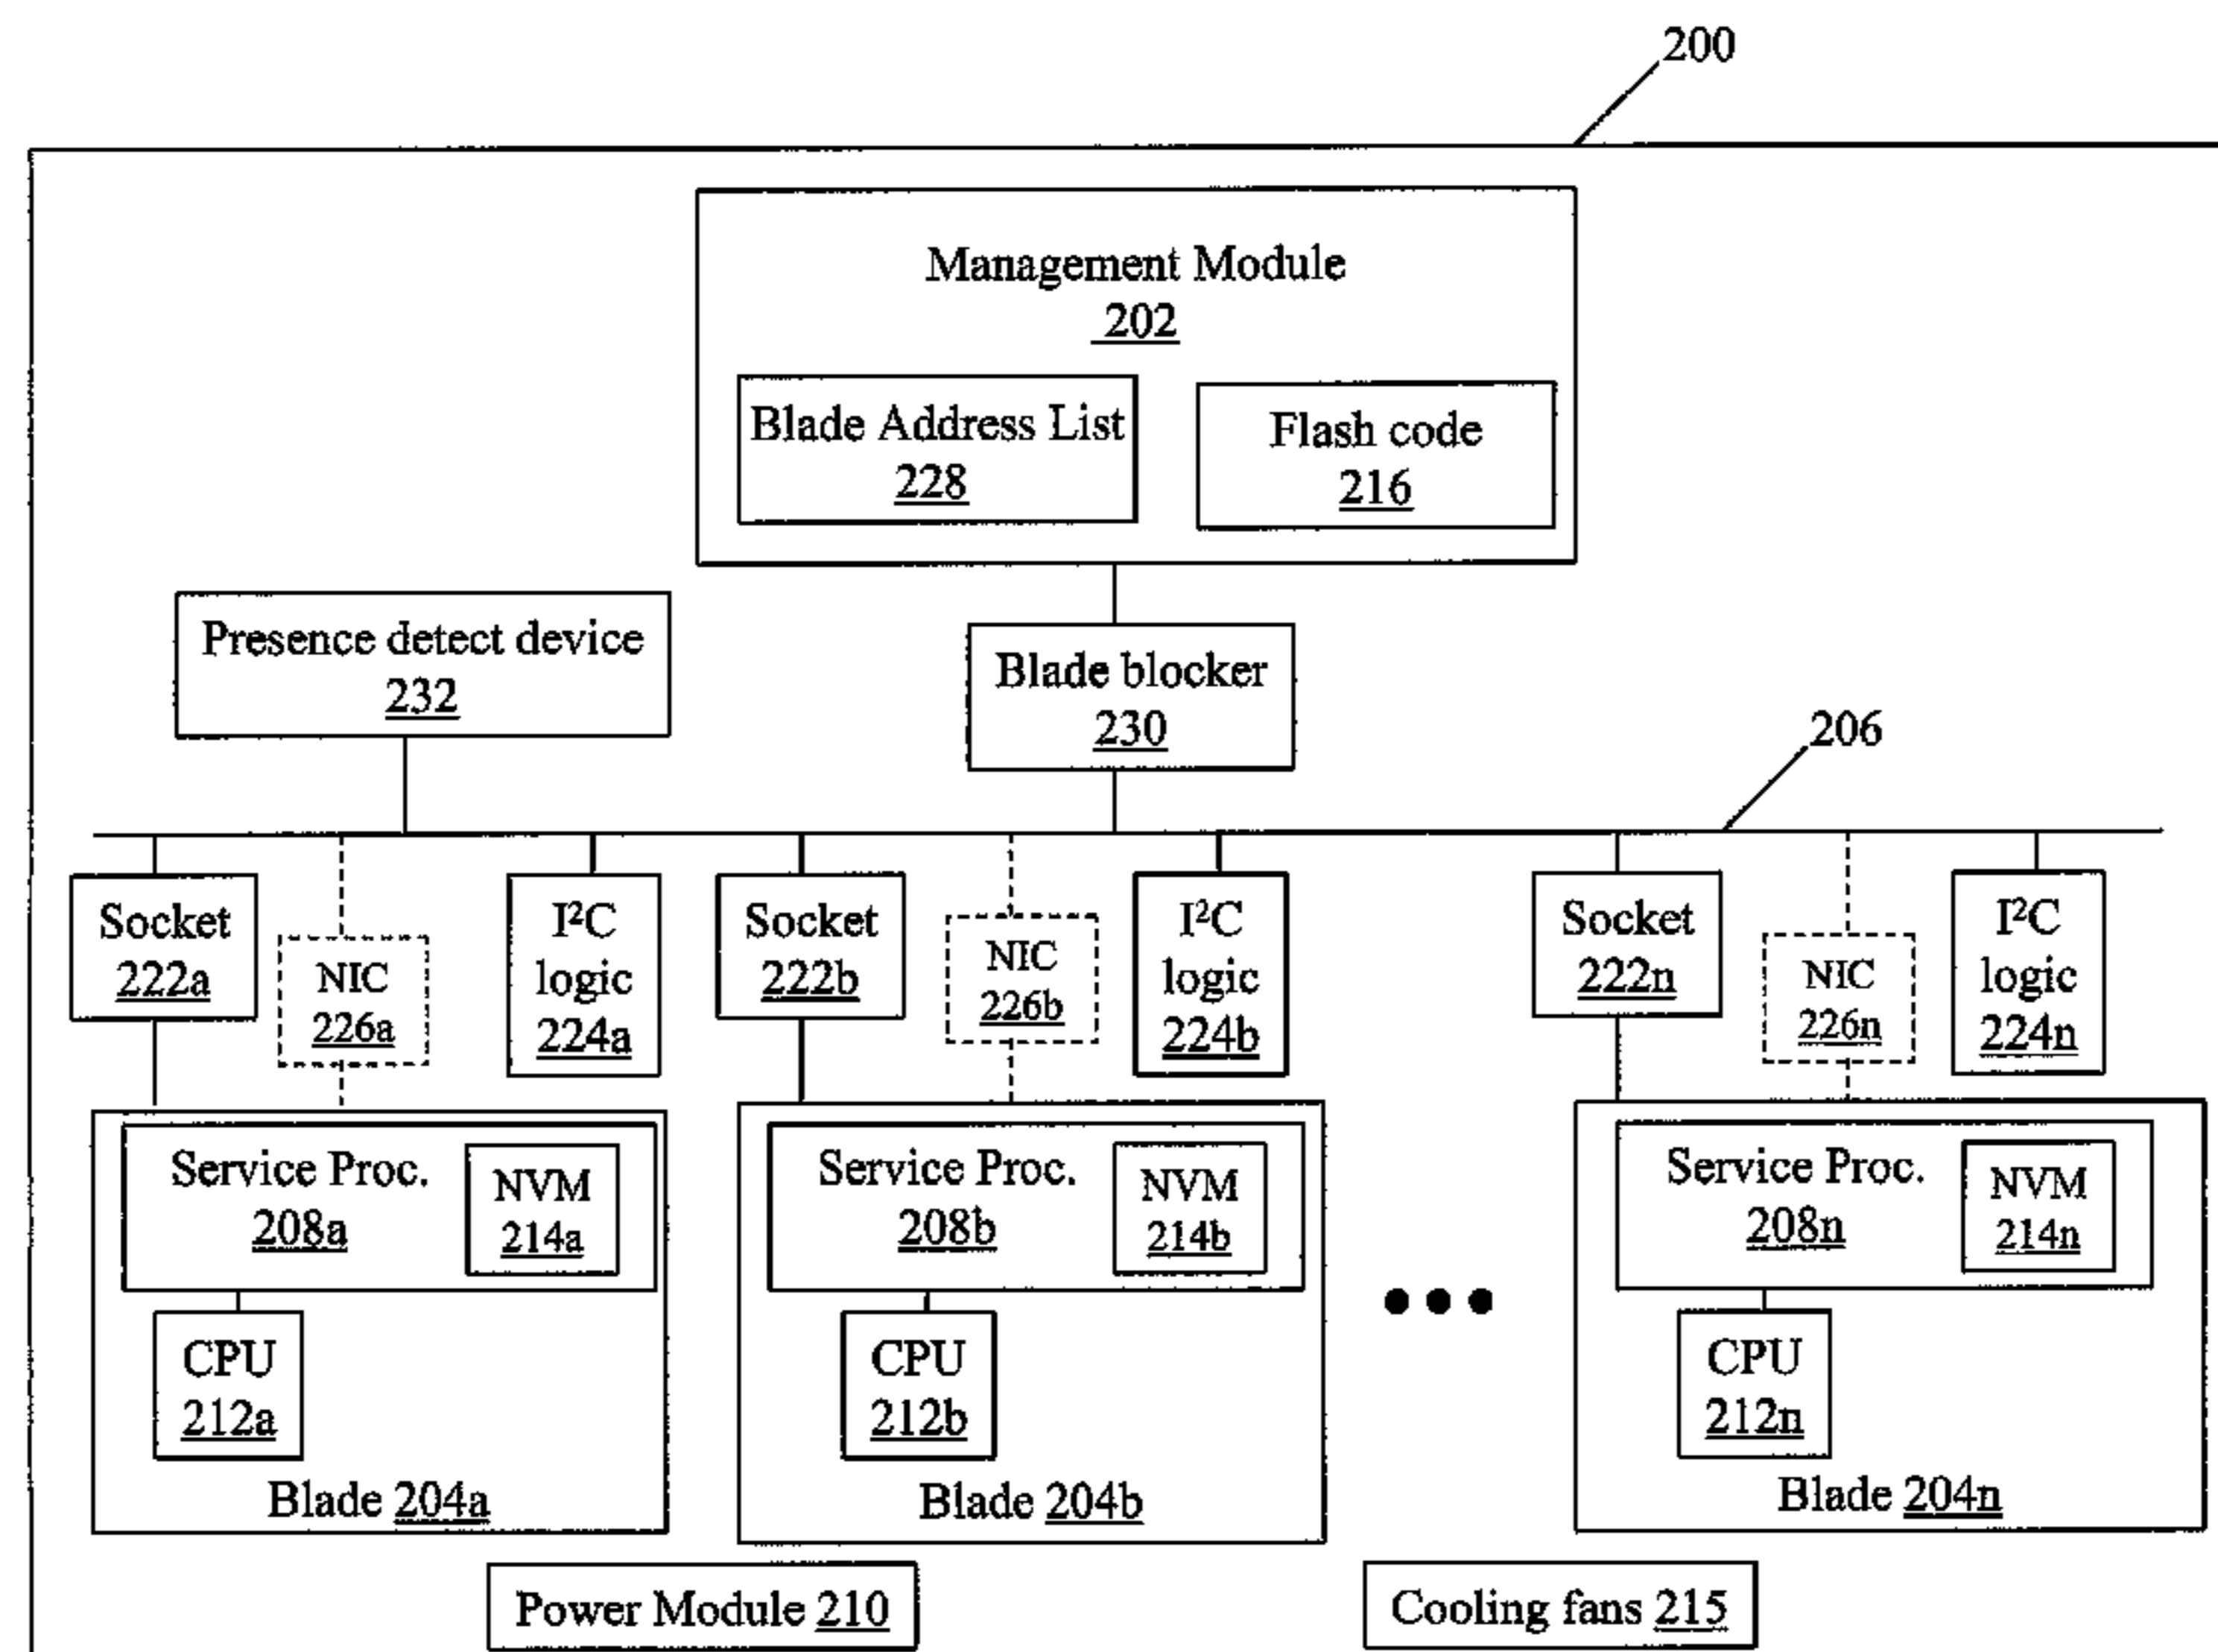 200
Management Module
202
Blade Address List
228
Flash code
216
Presence detect device
232
Blade blocker
230
206
Socket
222a
NIC
226a
I²C
logic
224a
Socket
222b
NIC
226b
I²C
logic
224b
Socket
222n
NIC
226n
I²C
logic
224n
Service Proc.
208a
NVM
214a
CPU
212a
Blade 204a
Service Proc.
208b
NVM
214b
CPU
212b
Blade 204b
Service Proc.
208n
NVM
214n
CPU
212n
Blade 204n
Power Module 210
Cooling fans 215